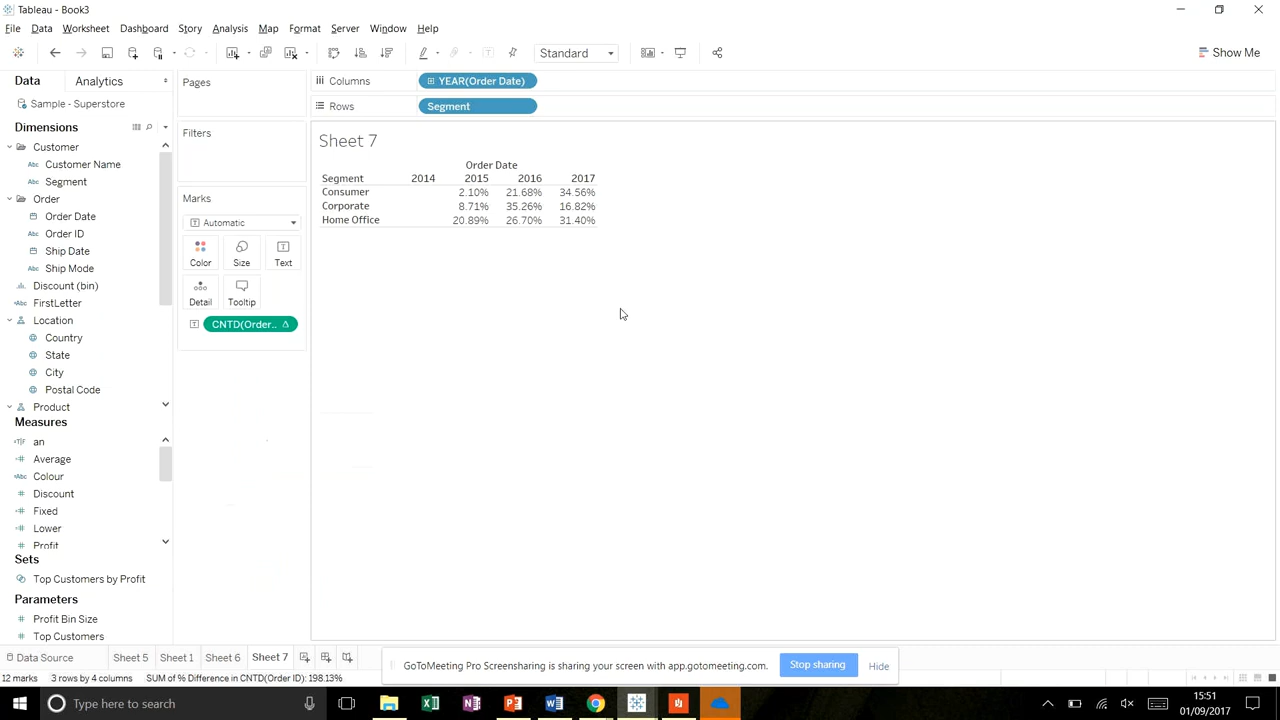 Tableau - Book3
File Data Worksheet Dashboard Story Analysis Map Format Server Window Help
Standard
Show Me
Data Analytics
Sample - Superstore
Dimensions
Customer
Abc Customer Name
Abc Segment
Order
Order Date
Abc Order ID
Ship Date
Abc Ship Mode
Discount (bin)
Abc FirstLetter
Location
Country
State
City
Postal Code
Product
Measures
T|F an
# Average
Abc Colour
# Discount
# Fixed
# Lower
# Profit
Sets
Top Customers by Profit
Parameters
# Profit Bin Size
# Top Customers
Pages
Filters
Marks
Automatic
Color Size Text
Detail Tooltip
CNTD(Order.. Δ
Columns YEAR(Order Date)
Rows Segment
Sheet 7
Order Date
Segment 2014 2015 2016 2017
Consumer 2.10% 21.68% 34.56%
Corporate 8.71% 35.26% 16.82%
Home Office 20.89% 26.70% 31.40%
Data Source Sheet 5 Sheet 1 Sheet 6 Sheet 7
GoToMeeting Pro Screensharing is sharing your screen with app.gotomeeting.com. Stop sharing Hide
12 marks 3 rows by 4 columns SUM of % Difference in CNTD(Order ID): 198.13%
Type here to search
15:51
01/09/2017